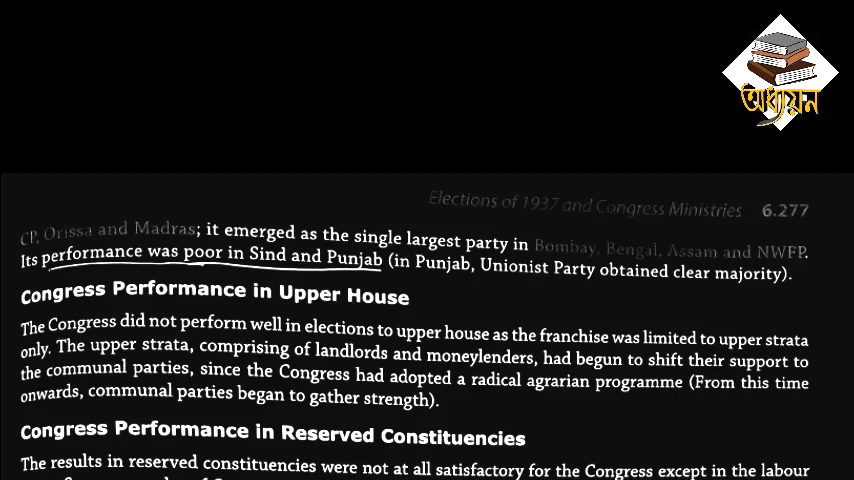 অধ্যয়ন
Elections of 1937 and Congress Ministries 6.277
CP, Orissa and Madras; it emerged as the single largest party in Bombay, Bengal, Assam and NWFP.
Its performance was poor in Sind and Punjab (in Punjab, Unionist Party obtained clear majority).
Congress Performance in Upper House
The Congress did not perform well in elections to upper house as the franchise was limited to upper strata
only. The upper strata, comprising of landlords and moneylenders, had begun to shift their support to
the communal parties, since the Congress had adopted a radical agrarian programme (From this time
onwards, communal parties began to gather strength).
Congress Performance in Reserved Constituencies
The results in reserved constituencies were not at all satisfactory for the Congress except in the labour